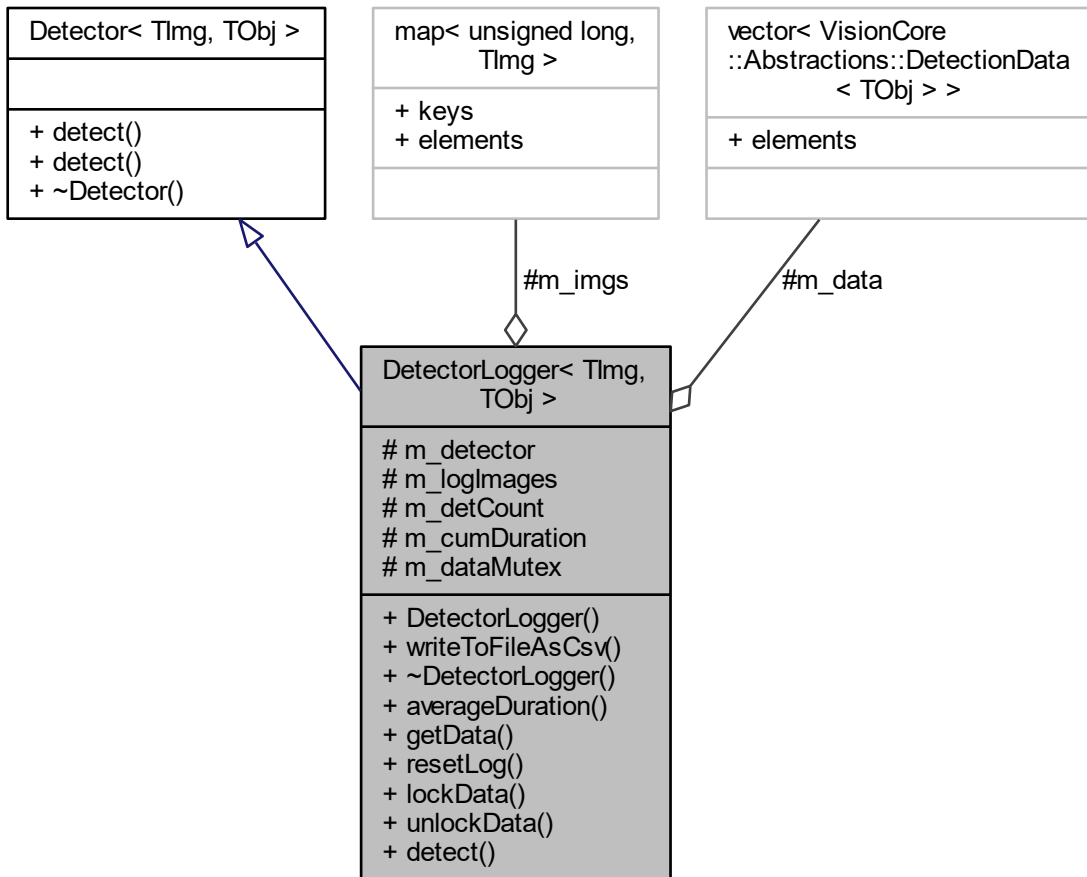 Detector< TImg, TObj >
+ detect()
+ detect()
+ ~Detector()
map< unsigned long,
TImg >
+ keys
+ elements
vector< VisionCore
::Abstractions::DetectionData
< TObj > >
+ elements
#m_imgs
#m_data
DetectorLogger< TImg,
TObj >
# m_detector
# m_logImages
# m_detCount
# m_cumDuration
# m_dataMutex
+ DetectorLogger()
+ writeToFileAsCsv()
+ ~DetectorLogger()
+ averageDuration()
+ getData()
+ resetLog()
+ lockData()
+ unlockData()
+ detect()